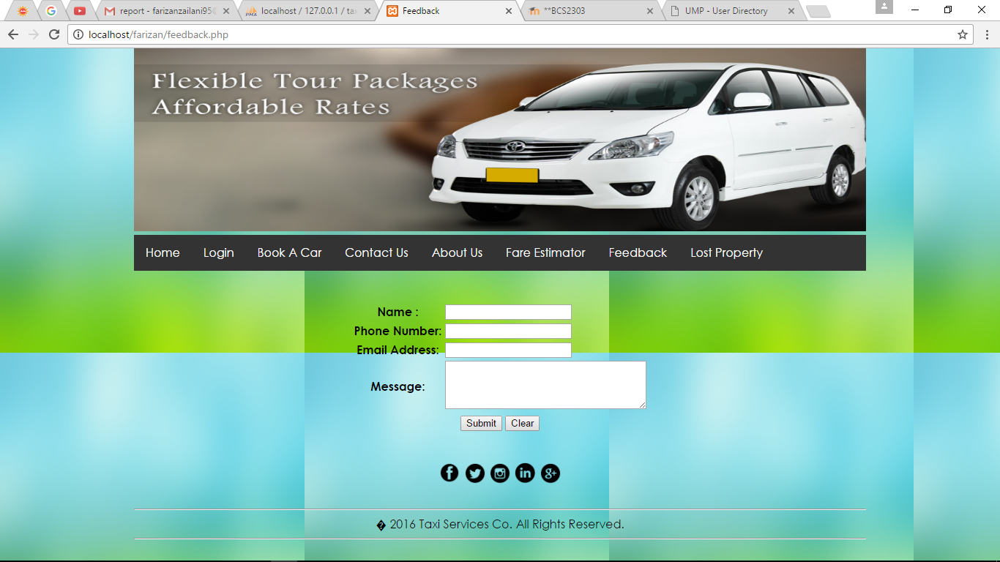 report - farizanzailani95@
localhost / 127.0.0.1 / ta
Feedback
**BCS2303
UMP - User Directory
localhost/farizan/feedback.php
Flexible Tour Packages
Affordable Rates
Home Login Book A Car Contact Us About Us Fare Estimator Feedback Lost Property
Name :
Phone Number:
Email Address:
Message:
Submit Clear
� 2016 Taxi Services Co. All Rights Reserved.